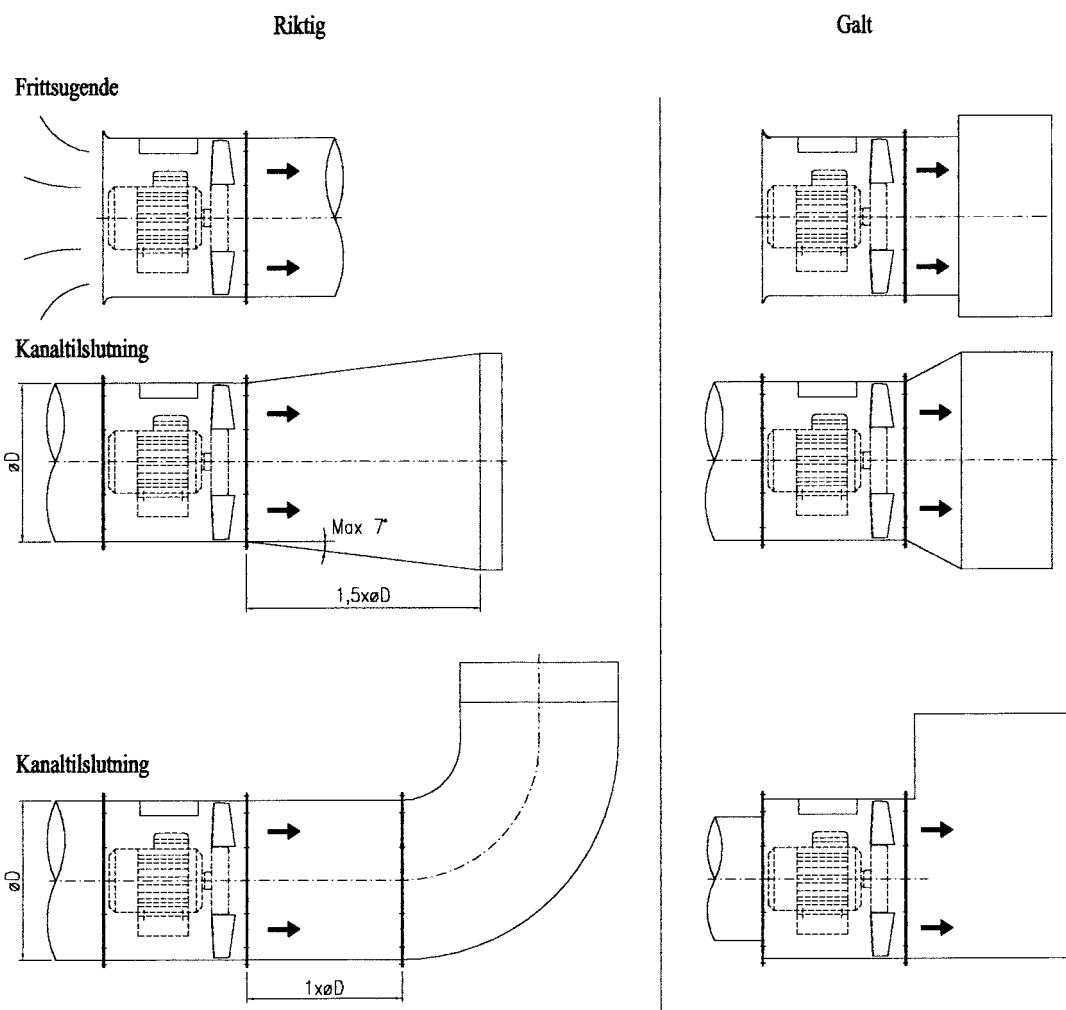 Riktig
Galt
Frittsugende
Kanaltilslutning
øD
Max 7°
1,5xøD
Kanaltilslutning
øD
1xøD